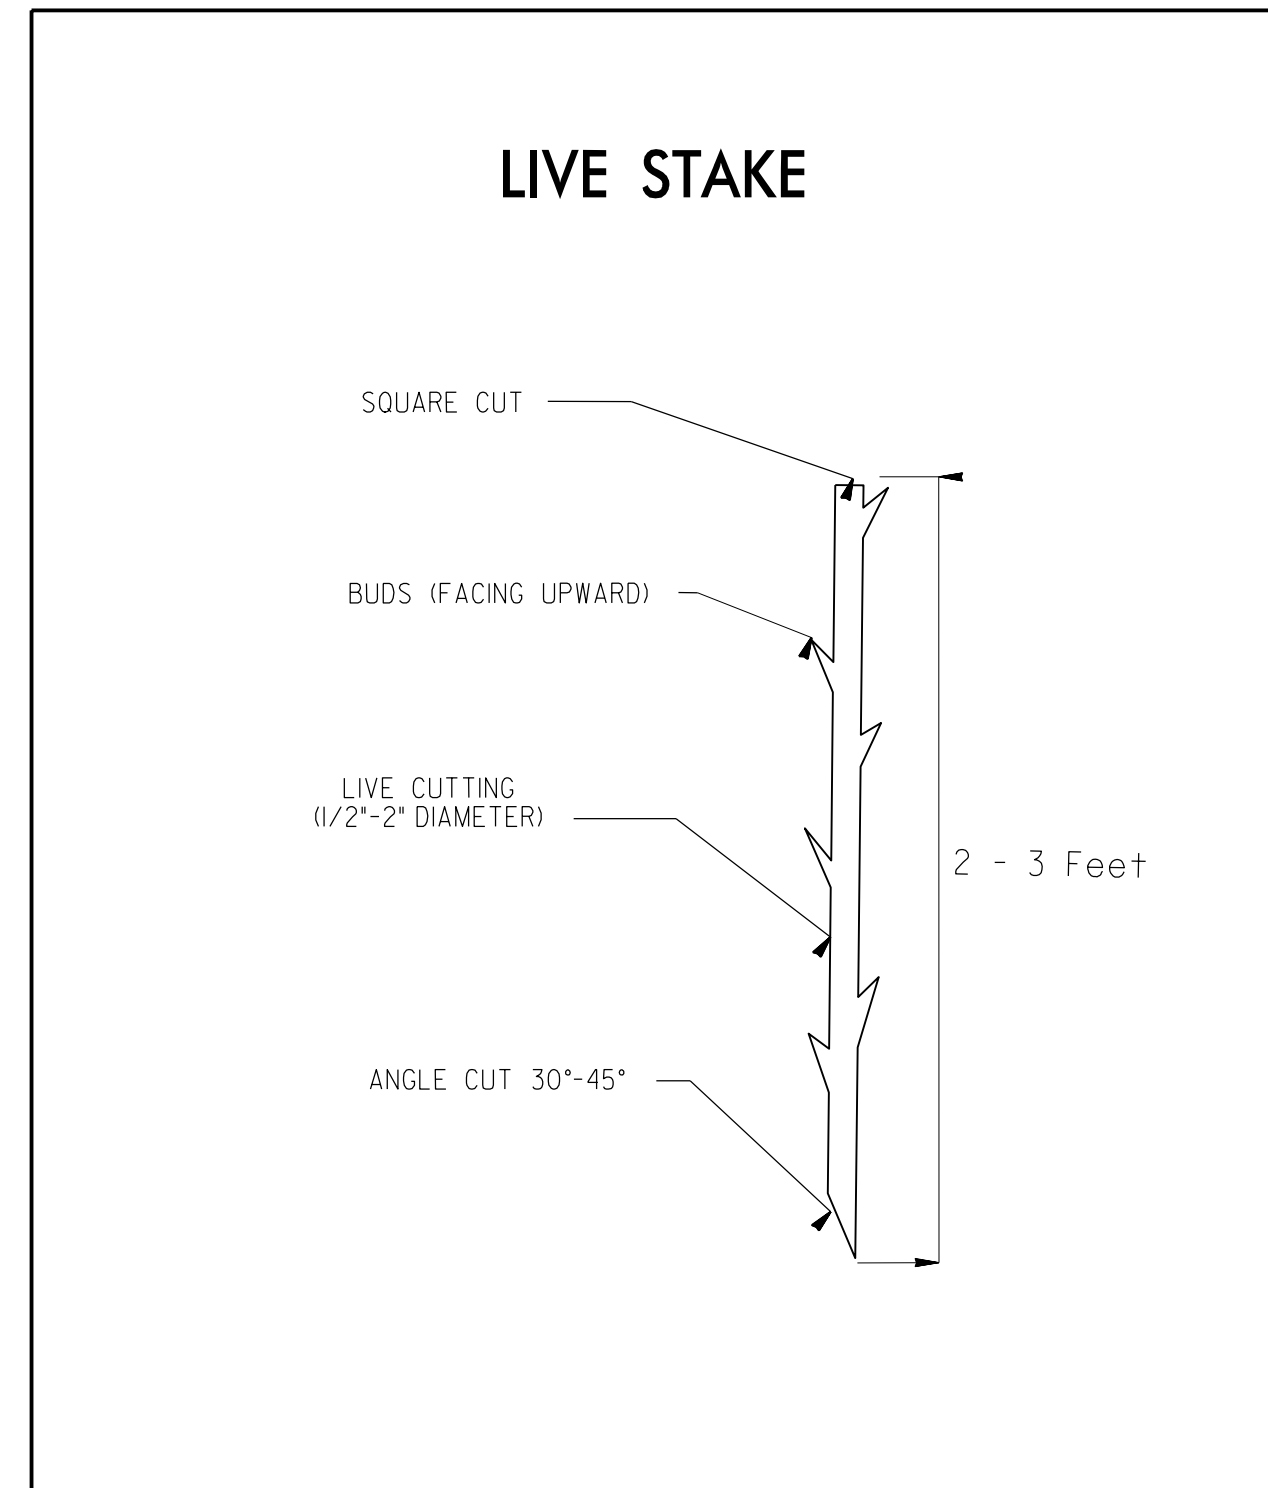 LIVE STAKE
SQUARE CUT
BUDS (FACING UPWARD)
LIVE CUTTING
(1/2"-2" DIAMETER)
2 - 3 Feet
ANGLE CUT 30°-45°